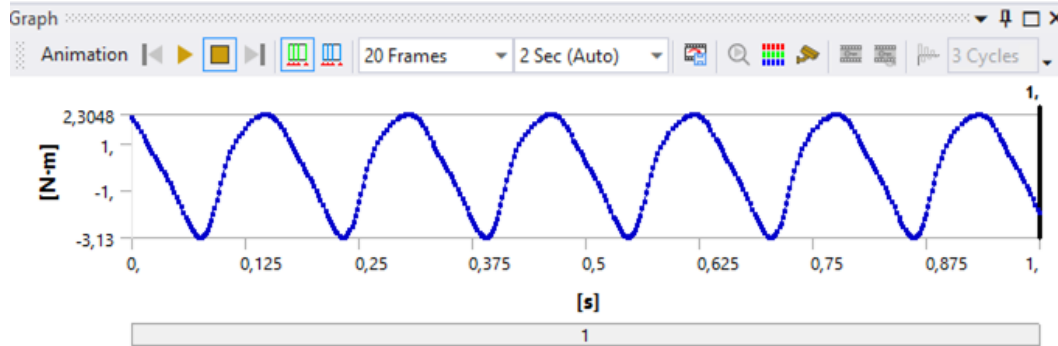 Graph
Animation 20 Frames 2 Sec (Auto) 3 Cycles
1,
2,3048
1,
-1,
-3,13
[N·m]
0, 0,125 0,25 0,375 0,5 0,625 0,75 0,875 1,
[s]
1